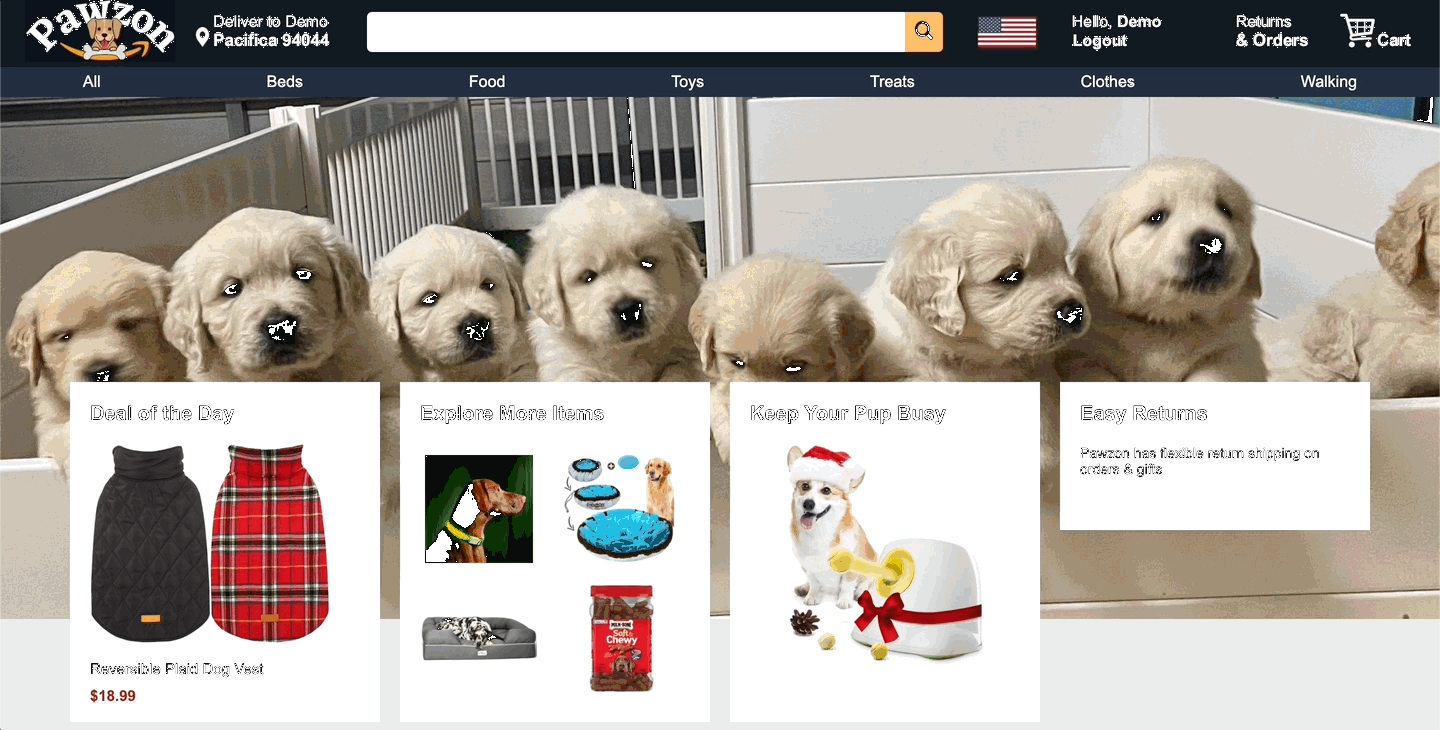 Pawzon
Deliver to Demo
Pacifica 94044
Hello, Demo
Logout
Returns
& Orders
Cart
All
Beds
Food
Toys
Treats
Clothes
Walking
Deal of the Day
Reversible Plaid Dog Vest
$18.99
Explore More Items
MILK-BONE
Soft &
Chewy
Keep Your Pup Busy
Easy Returns
Pawzon has flexible return shipping on
orders & gifts